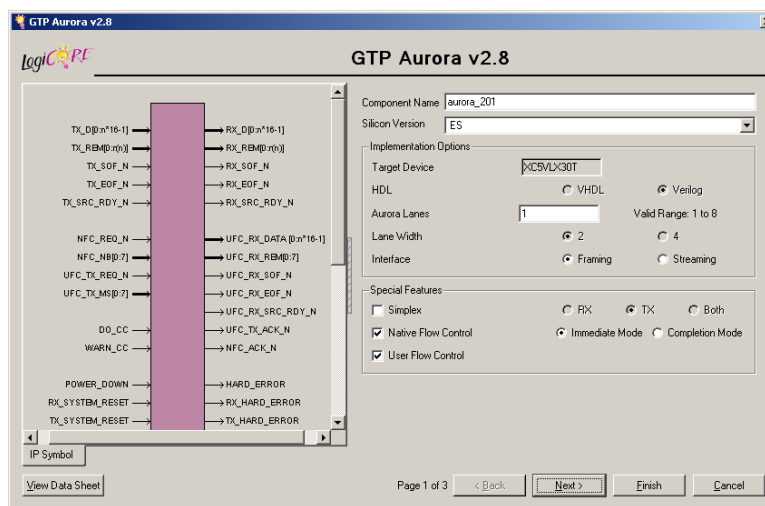 GTP Aurora v2.8
LogiCORE
GTP Aurora v2.8
TX_D[0:n*16-1]
TX_REM[0:r(n)]
TX_SOF_N
TX_EOF_N
TX_SRC_RDY_N
NFC_REQ_N
NFC_NB[0:7]
UFC_TX_REQ_N
UFC_TX_MS[0:7]
DO_CC
WARN_CC
POWER_DOWN
RX_SYSTEM_RESET
TX_SYSTEM_RESET
RX_D[0:n*16-1]
RX_REM[0:r(n)]
RX_SOF_N
RX_EOF_N
RX_SRC_RDY_N
UFC_RX_DATA [0:n*16-1]
UFC_RX_REM[0:7]
UFC_RX_SOF_N
UFC_RX_EOF_N
UFC_RX_SRC_RDY_N
UFC_TX_ACK_N
NFC_ACK_N
HARD_ERROR
RX_HARD_ERROR
TX_HARD_ERROR
IP Symbol
Component Name aurora_201
Silicon Version ES
Implementation Options
Target Device XC5VLX30T
HDL VHDL Verilog
Aurora Lanes 1 Valid Range: 1 to 8
Lane Width 2 4
Interface Framing Streaming
Special Features
Simplex RX TX Both
Native Flow Control Immediate Mode Completion Mode
User Flow Control
View Data Sheet Page 1 of 3 < Back Next > Finish Cancel